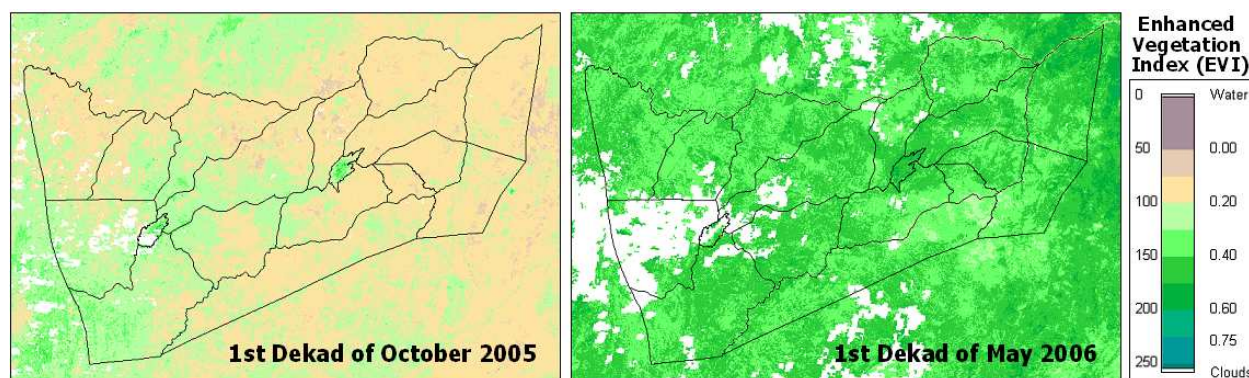 1st Dekad of October 2005
1st Dekad of May 2006
Enhanced
Vegetation
Index (EVI)
0 Water
50 0.00
100 0.20
150 0.40
200 0.60
0.75
250 Clouds